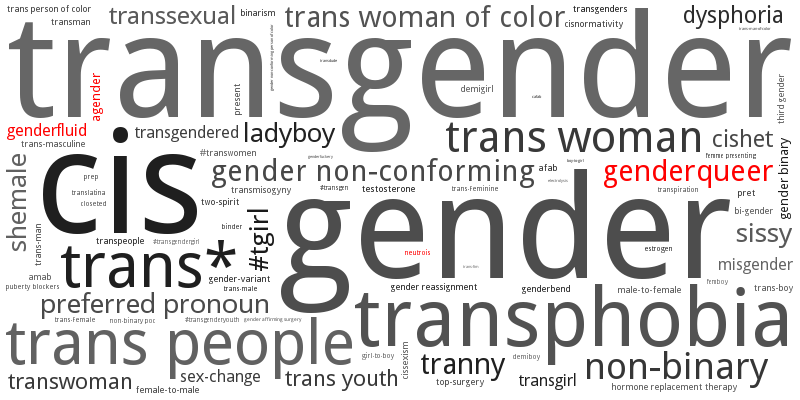 trans person of color
transsexual
binarism
trans woman of color
transgenders
dysphoria
transman
cisnormativity
transgender
agender
present
demigirl
third gender
genderfluid
transgendered
ladyboy
trans woman
cishet
trans-masculine
#transwomen
femme presenting
gender binary
shemale
cis
gender non-conforming
afab
genderqueer
prep
transmisogyny
#transgen
testosterone
trans-Feminine
transpiration
pret
translatina
closeted
two-spirit
gender
bi-gender
trans-man
binder
#tgirl
sissy
transpeople
#transgendergirl
estrogen
trans*
neutrois
misgender
amab
gender-variant
puberty blockers
trans-male
gender reassignment
genderbend
male-to-female
femboy
trans-boy
preferred pronoun
transphobia
trans-Female
non-binary poc
#transgenderyouth
gender affirming surgery
trans people
girl-to-boy
cissexism
tranny
demiboy
non-binary
transwoman
sex-change
trans youth
top-surgery
transgirl
female-to-male
hormone replacement therapy